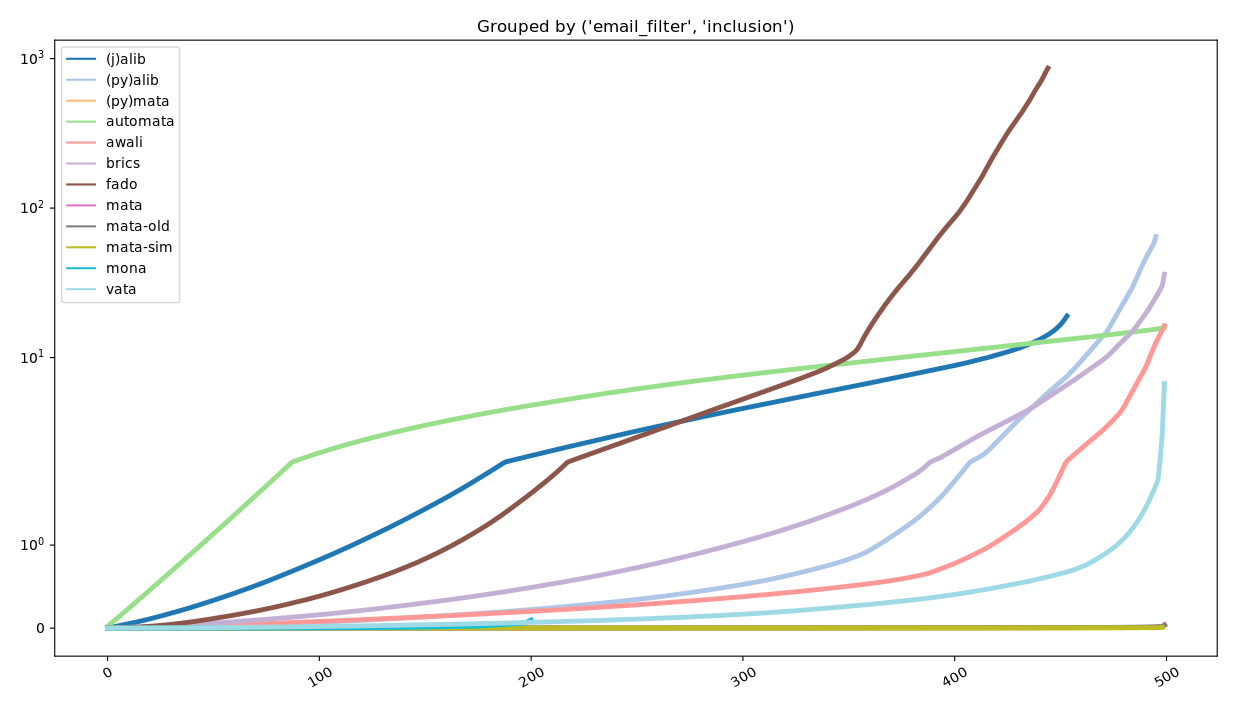 Grouped by ('email_filter', 'inclusion')
10³
10²
10¹
10⁰
0
(j)alib
(py)alib
(py)mata
automata
awali
brics
fado
mata
mata-old
mata-sim
mona
vata
0
100
200
300
400
500